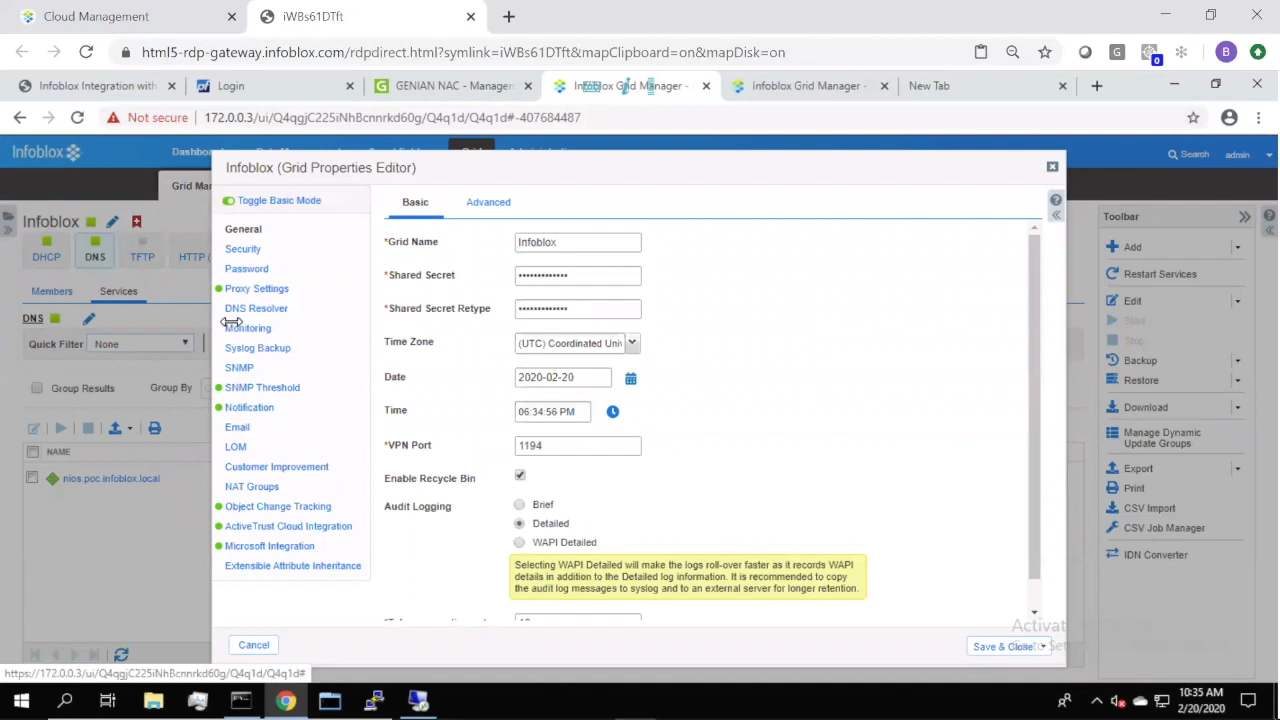 Cloud Management
iWBs61DTft
html5-rdp-gateway.infoblox.com/rdpdirect.html?symlink=iWBs61DTft&mapClipboard=on&mapDisk=on
G
0
B
Infoblox Integration with
Login
GENIAN NAC - Managem
Infoblox Grid Manager -
Infoblox Grid Manager -
New Tab
Not secure
172.0.0.3/ui/Q4qgjC225iNhBcnnrkd60g/Q4q1d/Q4q1d#-407684487
Infoblox
Dashboa
Search
admin
Grid Ma
Infoblox
DHCP
DNS
TFTP
HTTP (
Members
Services
DNS
Quick Filter
None
Group Results
Group By
NAME
nios.poc.infoblox.local
Infoblox (Grid Properties Editor)
Toggle Basic Mode
General
Security
Password
Proxy Settings
DNS Resolver
Monitoring
Syslog Backup
SNMP
SNMP Threshold
Notification
Email
LOM
Customer Improvement
NAT Groups
Object Change Tracking
ActiveTrust Cloud Integration
Microsoft Integration
Extensible Attribute Inheritance
Basic
Advanced
*Grid Name
Infoblox
*Shared Secret
*Shared Secret Retype
Time Zone
(UTC) Coordinated Uni
Date
2020-02-20
Time
06:34:56 PM
*VPN Port
1194
Enable Recycle Bin
Audit Logging
Brief
Detailed
WAPI Detailed
Selecting WAPI Detailed will make the logs roll-over faster as it records WAPI
details in addition to the Detailed log information. It is recommended to copy
the audit log messages to syslog and to an external server for longer retention.
Cancel
Save & Close
Toolbar
Add
Restart Services
Edit
Start
Stop
Backup
Restore
Download
Manage Dynamic
Update Groups
Export
Print
CSV Import
CSV Job Manager
IDN Converter
Activat
Go to Set
https://172.0.0.3/ui/Q4qgjC225iNhBcnnrkd60g/Q4q1d/Q4q1d#
10:35 AM
2/20/2020